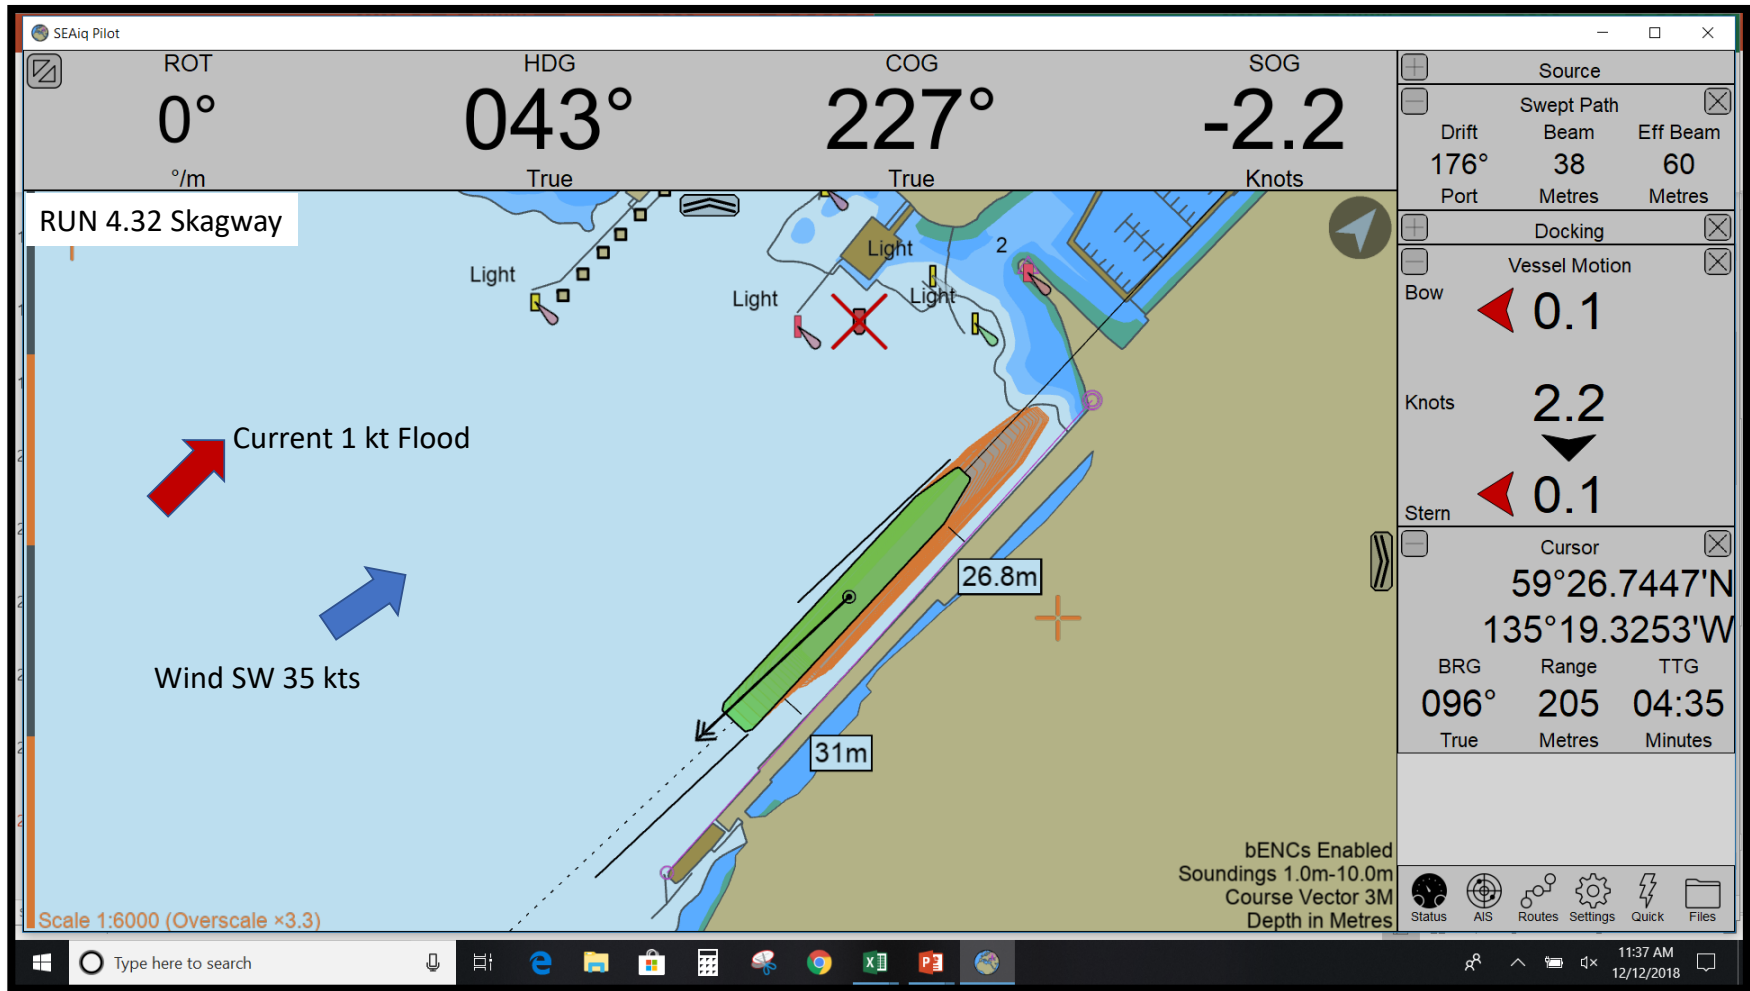 SEAiq Pilot
ROT HDG COG SOG
0° 043° 227° -2.2
°/m True True Knots
RUN 4.32 Skagway
Light
Light
Light
Light
2
Current 1 kt Flood
Wind SW 35 kts
26.8m
31m
Scale 1:6000 (Overscale ×3.3)
bENCs Enabled
Soundings 1.0m-10.0m
Course Vector 3M
Depth in Metres
Source
Swept Path
Drift Beam Eff Beam
176° 38 60
Port Metres Metres
Docking
Vessel Motion
Bow
0.1
Knots
2.2
Stern
0.1
Cursor
59°26.7447'N
135°19.3253'W
BRG Range TTG
096° 205 04:35
True Metres Minutes
Status AIS Routes Settings Quick Files
Type here to search
11:37 AM
12/12/2018